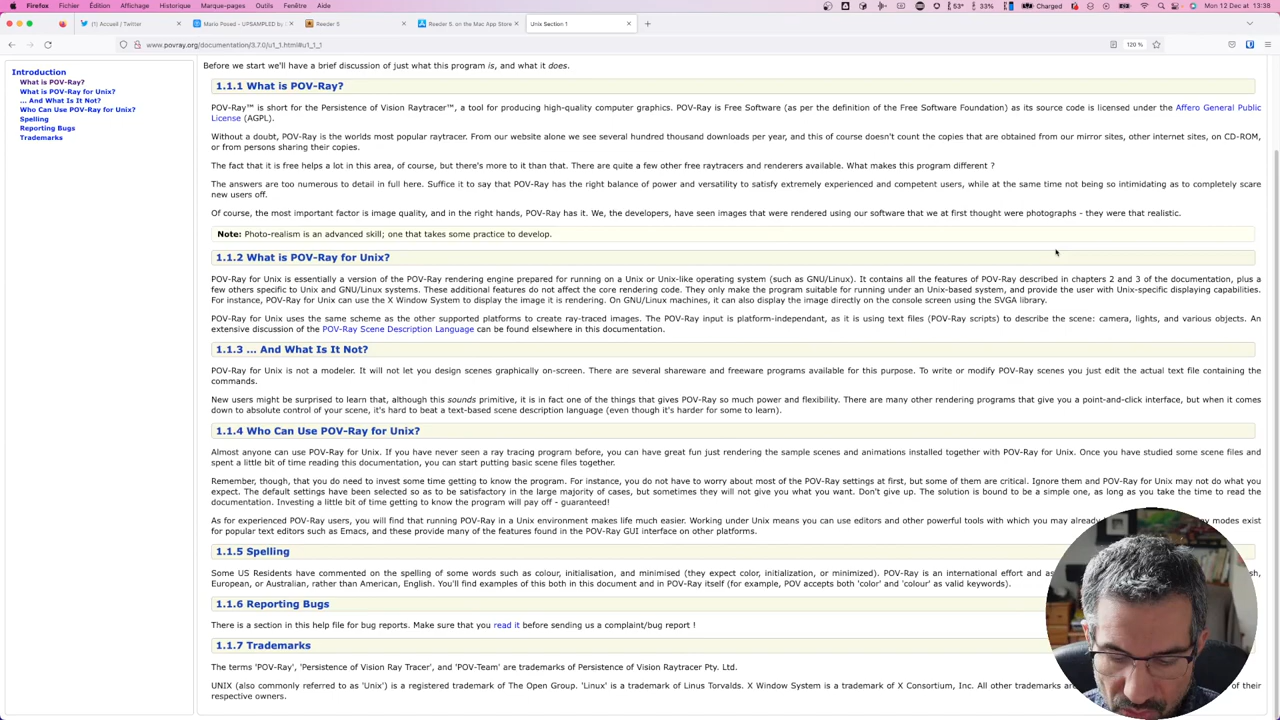 Firefox Fichier Édition Affichage Historique Marque-pages Outils Fenêtre Aide
53° 33% Charged Mon 12 Dec at 13:38
(1) Accueil / Twitter
Mario Posed - UPSAMPLED by
Reeder 5
Reeder 5. on the Mac App Store
Unix Section 1
www.povray.org/documentation/3.7.0/u1_1.html#u1_1_1
120 %
Introduction
What is POV-Ray?
What is POV-Ray for Unix?
... And What Is It Not?
Who Can Use POV-Ray for Unix?
Spelling
Reporting Bugs
Trademarks
Before we start we'll have a brief discussion of just what this program is, and what it does.
1.1.1 What is POV-Ray?
POV-Ray™ is short for the Persistence of Vision Raytracer™, a tool for producing high-quality computer graphics. POV-Ray is Free Software (as per the definition of the Free Software Foundation) as its source code is licensed under the Affero General Public
License (AGPL).
Without a doubt, POV-Ray is the worlds most popular raytracer. From our website alone we see several hundred thousand downloads per year, and this of course doesn't count the copies that are obtained from our mirror sites, other internet sites, on CD-ROM,
or from persons sharing their copies.
The fact that it is free helps a lot in this area, of course, but there's more to it than that. There are quite a few other free raytracers and renderers available. What makes this program different ?
The answers are too numerous to detail in full here. Suffice it to say that POV-Ray has the right balance of power and versatility to satisfy extremely experienced and competent users, while at the same time not being so intimidating as to completely scare
new users off.
Of course, the most important factor is image quality, and in the right hands, POV-Ray has it. We, the developers, have seen images that were rendered using our software that we at first thought were photographs - they were that realistic.
Note: Photo-realism is an advanced skill; one that takes some practice to develop.
1.1.2 What is POV-Ray for Unix?
POV-Ray for Unix is essentially a version of the POV-Ray rendering engine prepared for running on a Unix or Unix-like operating system (such as GNU/Linux). It contains all the features of POV-Ray described in chapters 2 and 3 of the documentation, plus a
few others specific to Unix and GNU/Linux systems. These additional features do not affect the core rendering code. They only make the program suitable for running under an Unix-based system, and provide the user with Unix-specific displaying capabilities.
For instance, POV-Ray for Unix can use the X Window System to display the image it is rendering. On GNU/Linux machines, it can also display the image directly on the console screen using the SVGA library.
POV-Ray for Unix uses the same scheme as the other supported platforms to create ray-traced images. The POV-Ray input is platform-independent, as it is using text files (POV-Ray scripts) to describe the scene: camera, lights, and various objects. An
extensive discussion of the POV-Ray Scene Description Language can be found elsewhere in this documentation.
1.1.3 ... And What Is It Not?
POV-Ray for Unix is not a modeler. It will not let you design scenes graphically on-screen. There are several shareware and freeware programs available for this purpose. To write or modify POV-Ray scenes you just edit the actual text file containing the
commands.
New users might be surprised to learn that, although this sounds primitive, it is in fact one of the things that gives POV-Ray so much power and flexibility. There are many other rendering programs that give you a point-and-click interface, but when it comes
down to absolute control of your scene, it's hard to beat a text-based scene description language (even though it's harder for some to learn).
1.1.4 Who Can Use POV-Ray for Unix?
Almost anyone can use POV-Ray for Unix. If you have never seen a ray tracing program before, you can have great fun just rendering the sample scenes and animations installed together with POV-Ray for Unix. Once you have studied some scene files and
spent a little bit of time reading this documentation, you can start putting basic scene files together.
Remember, though, that you do need to invest some time getting to know the program. For instance, you do not have to worry about most of the POV-Ray settings at first, but some of them are critical. Ignore them and POV-Ray for Unix may not do what you
expect. The default settings have been selected so as to be satisfactory in the large majority of cases, but sometimes they will not give you what you want. Don't give up. The solution is bound to be a simple one, as long as you take the time to read the
documentation. Investing a little bit of time getting to know the program will pay off - guaranteed!
As for experienced POV-Ray users, you will find that running POV-Ray in a Unix environment makes life much easier. Working under Unix means you can use editors and other powerful tools with which you may already modes exist
for popular text editors such as Emacs, and these provide many of the features found in the POV-Ray GUI interface on other platforms.
1.1.5 Spelling
Some US Residents have commented on the spelling of some words such as colour, initialisation, and minimised (they expect color, initialization, or minimized). POV-Ray is an international effort and as
European, or Australian, rather than American, English. You'll find examples of this both in this document and in POV-Ray itself (for example, POV accepts both 'color' and 'colour' as valid keywords).
1.1.6 Reporting Bugs
There is a section in this help file for bug reports. Make sure that you read it before sending us a complaint/bug report !
1.1.7 Trademarks
The terms 'POV-Ray', 'Persistence of Vision Ray Tracer', and 'POV-Team' are trademarks of Persistence of Vision Raytracer Pty. Ltd.
UNIX (also commonly referred to as 'Unix') is a registered trademark of The Open Group. 'Linux' is a trademark of Linus Torvalds. X Window System is a trademark of X Consortium, Inc. All other trademarks are of their
respective owners.